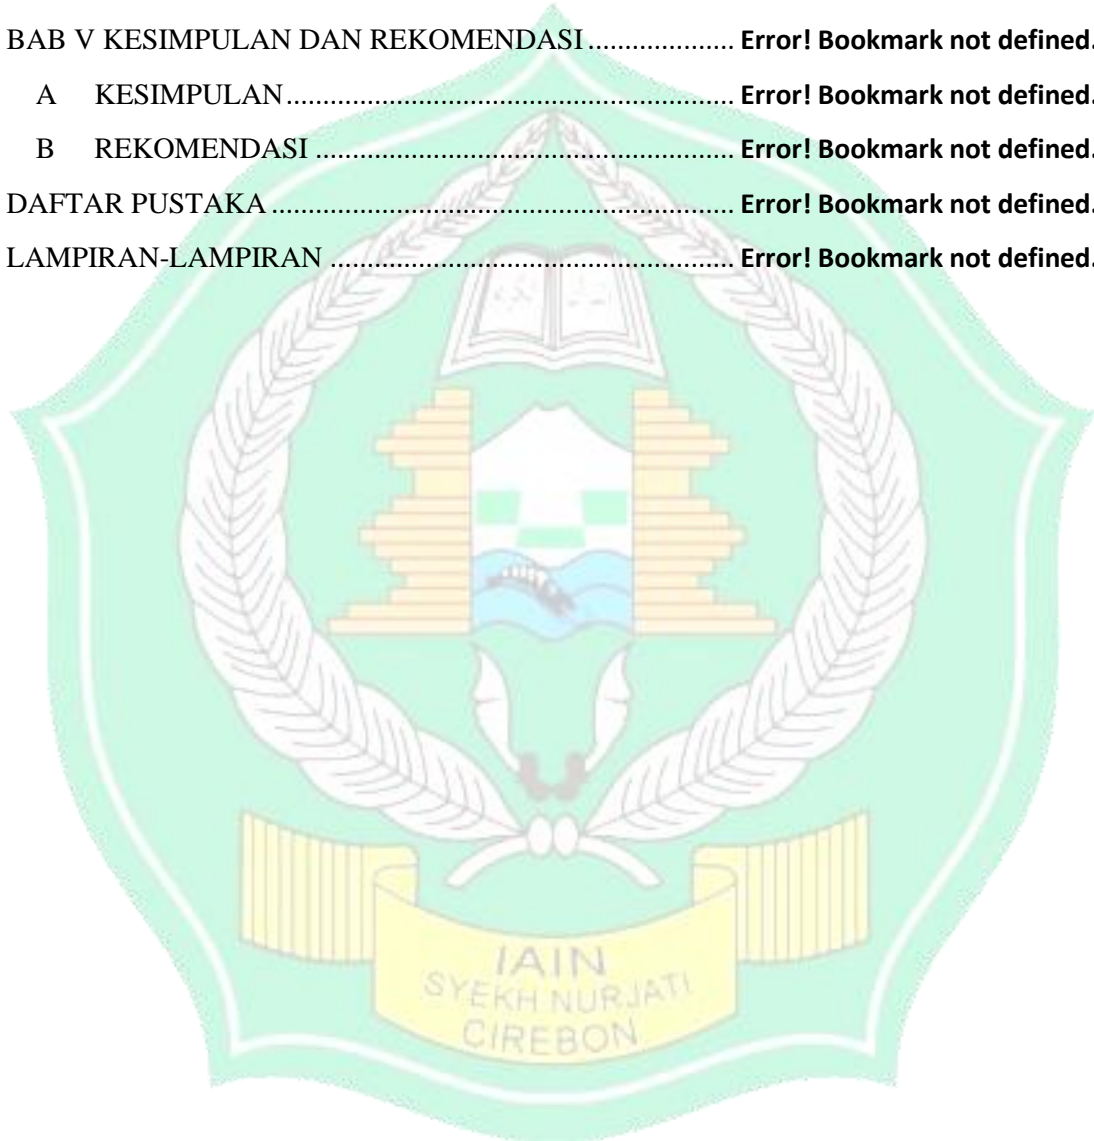 BAB V KESIMPULAN DAN REKOMENDASI .................... Error! Bookmark not defined.
A KESIMPULAN ............................................................. Error! Bookmark not defined.
B REKOMENDASI ......................................................... Error! Bookmark not defined.
DAFTAR PUSTAKA ............................................................... Error! Bookmark not defined.
LAMPIRAN-LAMPIRAN ....................................................... Error! Bookmark not defined.
IAIN
SYEKH NURJATI
CIREBON